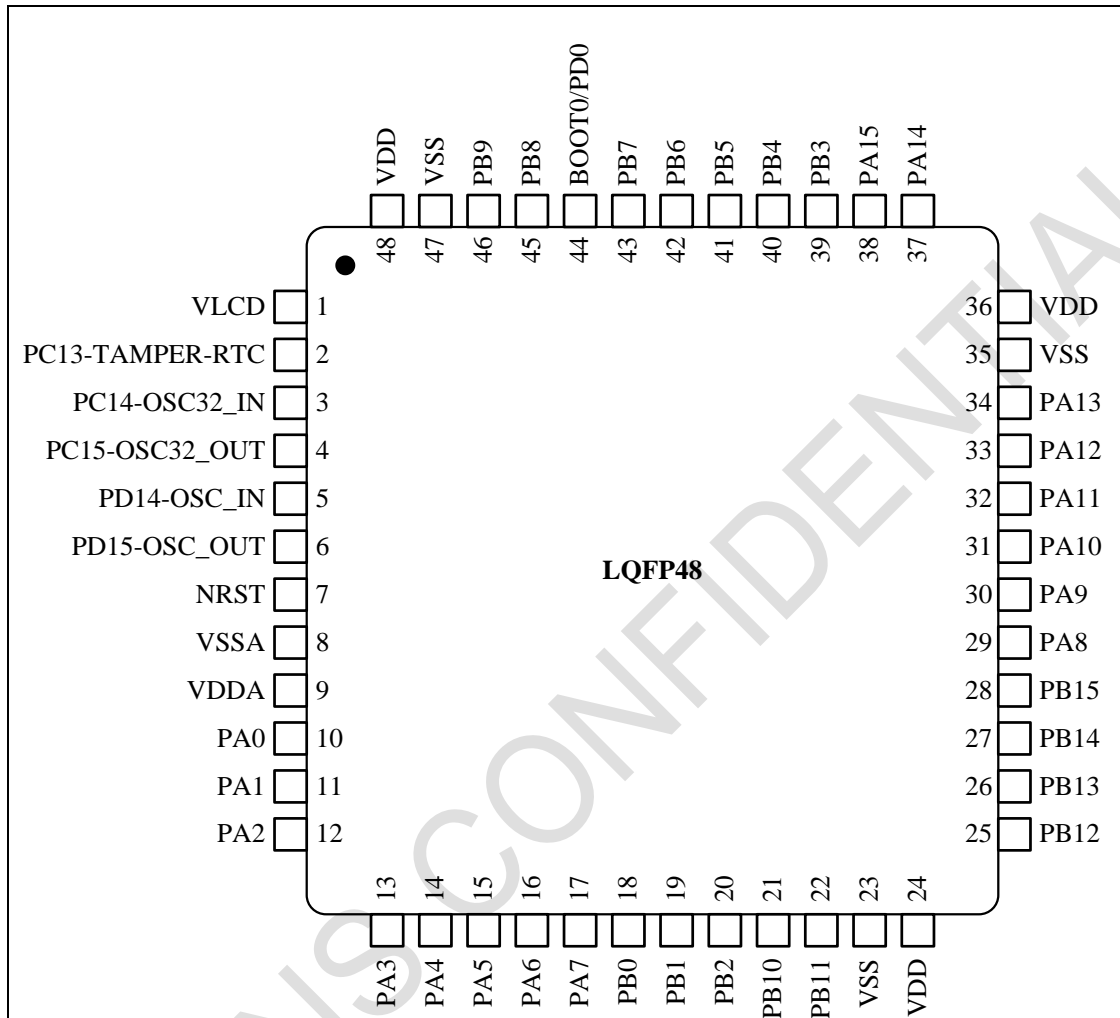 VDD
VSS
PB9
PB8
BOOT0/PD0
PB7
PB6
PB5
PB4
PB3
PA15
PA14
48
47
46
45
44
43
42
41
40
39
38
37
VLCD 1
PC13-TAMPER-RTC 2
PC14-OSC32_IN 3
PC15-OSC32_OUT 4
PD14-OSC_IN 5
PD15-OSC_OUT 6
NRST 7
VSSA 8
VDDA 9
PA0 10
PA1 11
PA2 12
LQFP48
36 VDD
35 VSS
34 PA13
33 PA12
32 PA11
31 PA10
30 PA9
29 PA8
28 PB15
27 PB14
26 PB13
25 PB12
13
14
15
16
17
18
19
20
21
22
23
24
PA3
PA4
PA5
PA6
PA7
PB0
PB1
PB2
PB10
PB11
VSS
VDD
CONFIDENTIAL